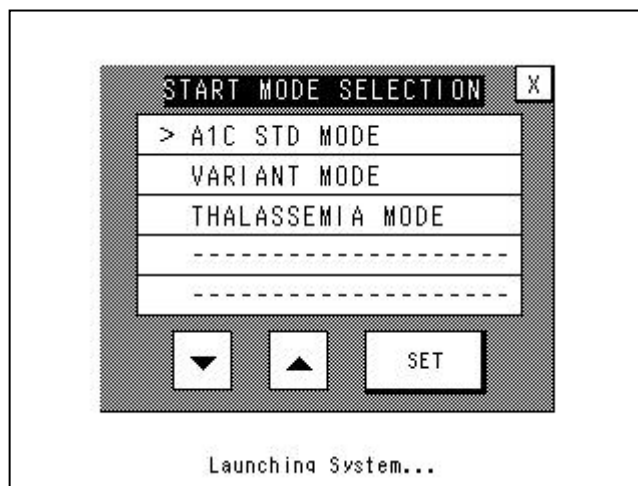 START MODE SELECTION X
> A1C STD MODE
VARIANT MODE
THALASSEMIA MODE
--------------------
--------------------
SET
Launching System...